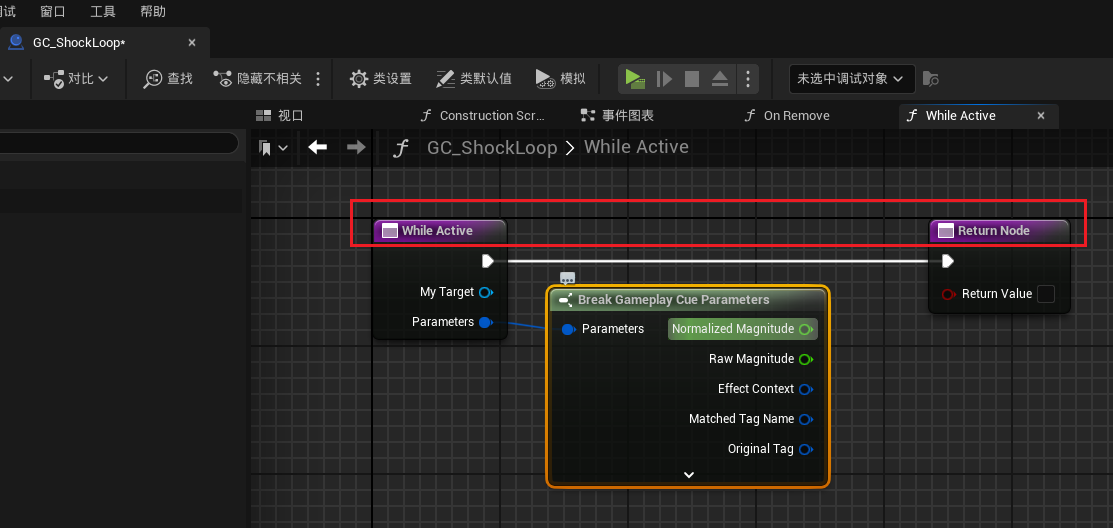 试 窗口 工具 帮助
GC_ShockLoop*
对比 查找 隐藏不相关 类设置 类默认值 模拟 未选中调试对象
视口 Construction Scr... 事件图表 On Remove While Active
GC_ShockLoop While Active
While Active Return Node
My Target
Parameters
Return Value
Break Gameplay Cue Parameters
Parameters Normalized Magnitude
Raw Magnitude
Effect Context
Matched Tag Name
Original Tag